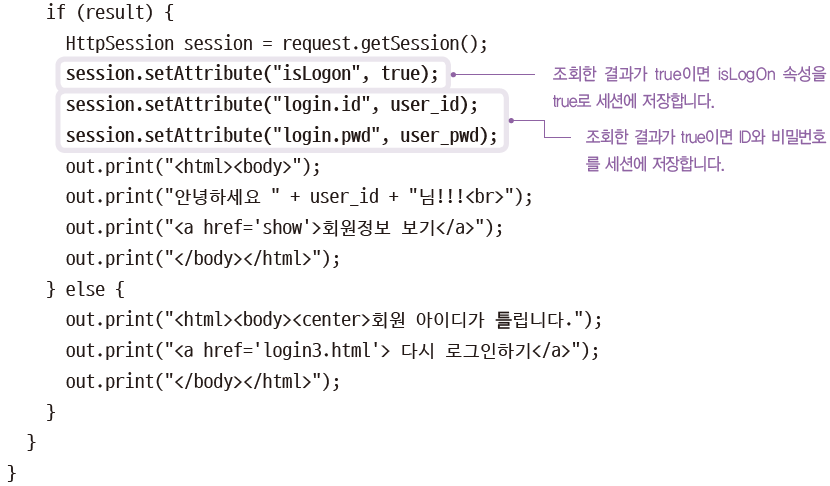 if (result) {
HttpSession session = request.getSession();
session.setAttribute("isLogon", true);
조회한 결과가 true이면 isLogOn 속성을
true로 세션에 저장합니다.
session.setAttribute("login.id", user_id);
session.setAttribute("login.pwd", user_pwd);
조회한 결과가 true이면 ID와 비밀번호
를 세션에 저장합니다.
out.print("<html><body>");
out.print("안녕하세요 " + user_id + "님!!!<br>");
out.print("<a href='show'>회원정보 보기</a>");
out.print("</body></html>");
} else {
out.print("<html><body><center>회원 아이디가 틀립니다.");
out.print("<a href='login3.html'> 다시 로그인하기</a>");
out.print("</body></html>");
}
}
}